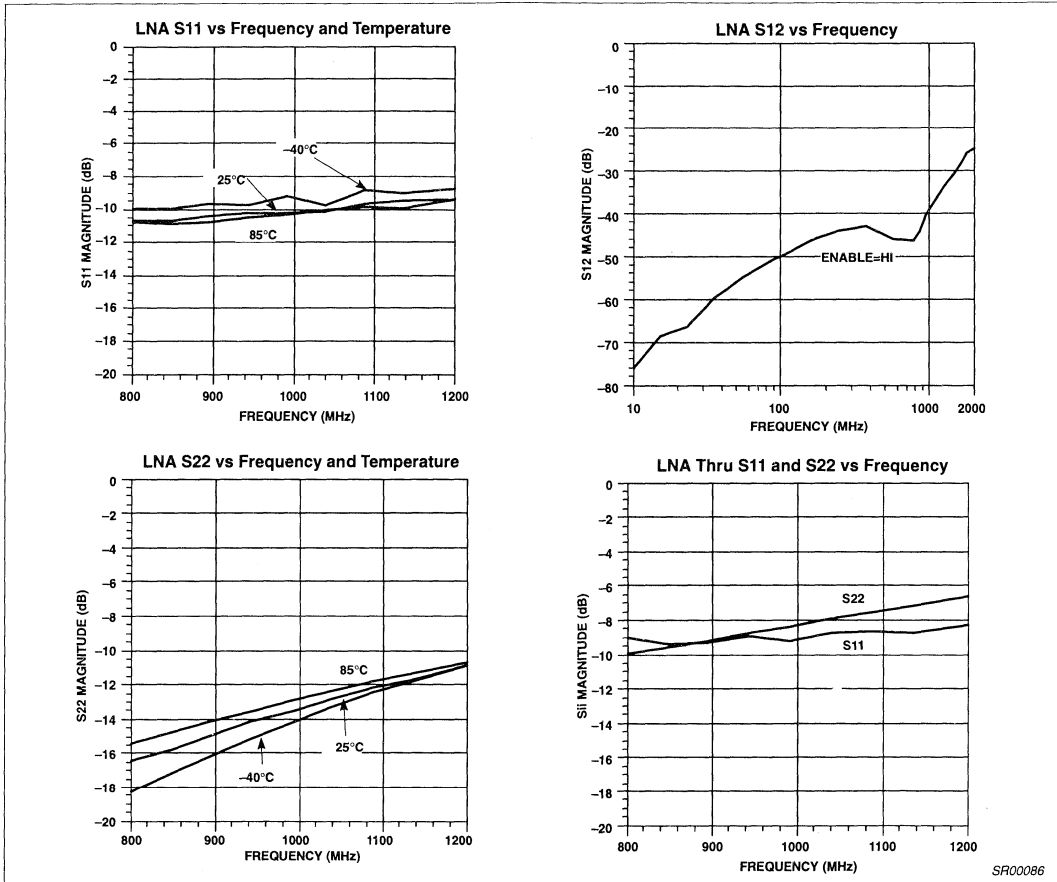 LNA S11 vs Frequency and Temperature
0
–2
–4
–6
–8
–10
–12
–14
–16
–18
–20
S11 MAGNITUDE (dB)
–40°C
25°C
85°C
800
900
1000
1100
1200
FREQUENCY (MHz)
LNA S12 vs Frequency
0
–10
–20
–30
–40
–50
–60
–70
–80
S12 MAGNITUDE (dB)
ENABLE=HI
10
100
1000
2000
FREQUENCY (MHz)
LNA S22 vs Frequency and Temperature
0
–2
–4
–6
–8
–10
–12
–14
–16
–18
–20
S22 MAGNITUDE (dB)
85°C
25°C
–40°C
800
900
1000
1100
1200
FREQUENCY (MHz)
LNA Thru S11 and S22 vs Frequency
0
–2
–4
–6
–8
–10
–12
–14
–16
–18
–20
Sii MAGNITUDE (dB)
S22
S11
800
900
1000
1100
1200
FREQUENCY (MHz)
SR00086